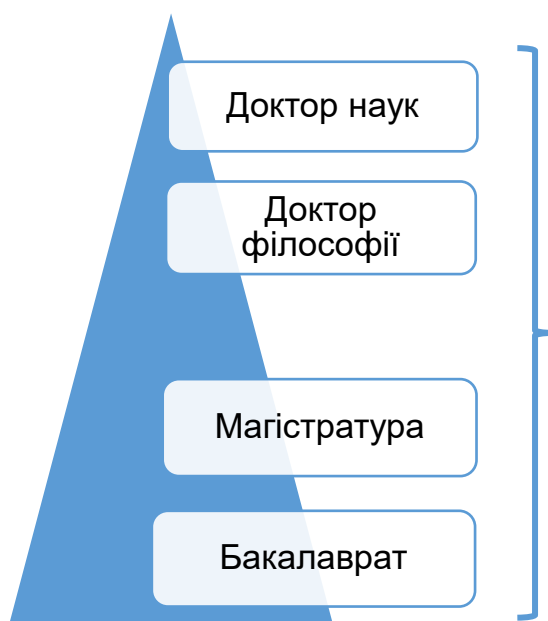 Доктор наук
Доктор
філософії
Магістратура
Бакалаврат